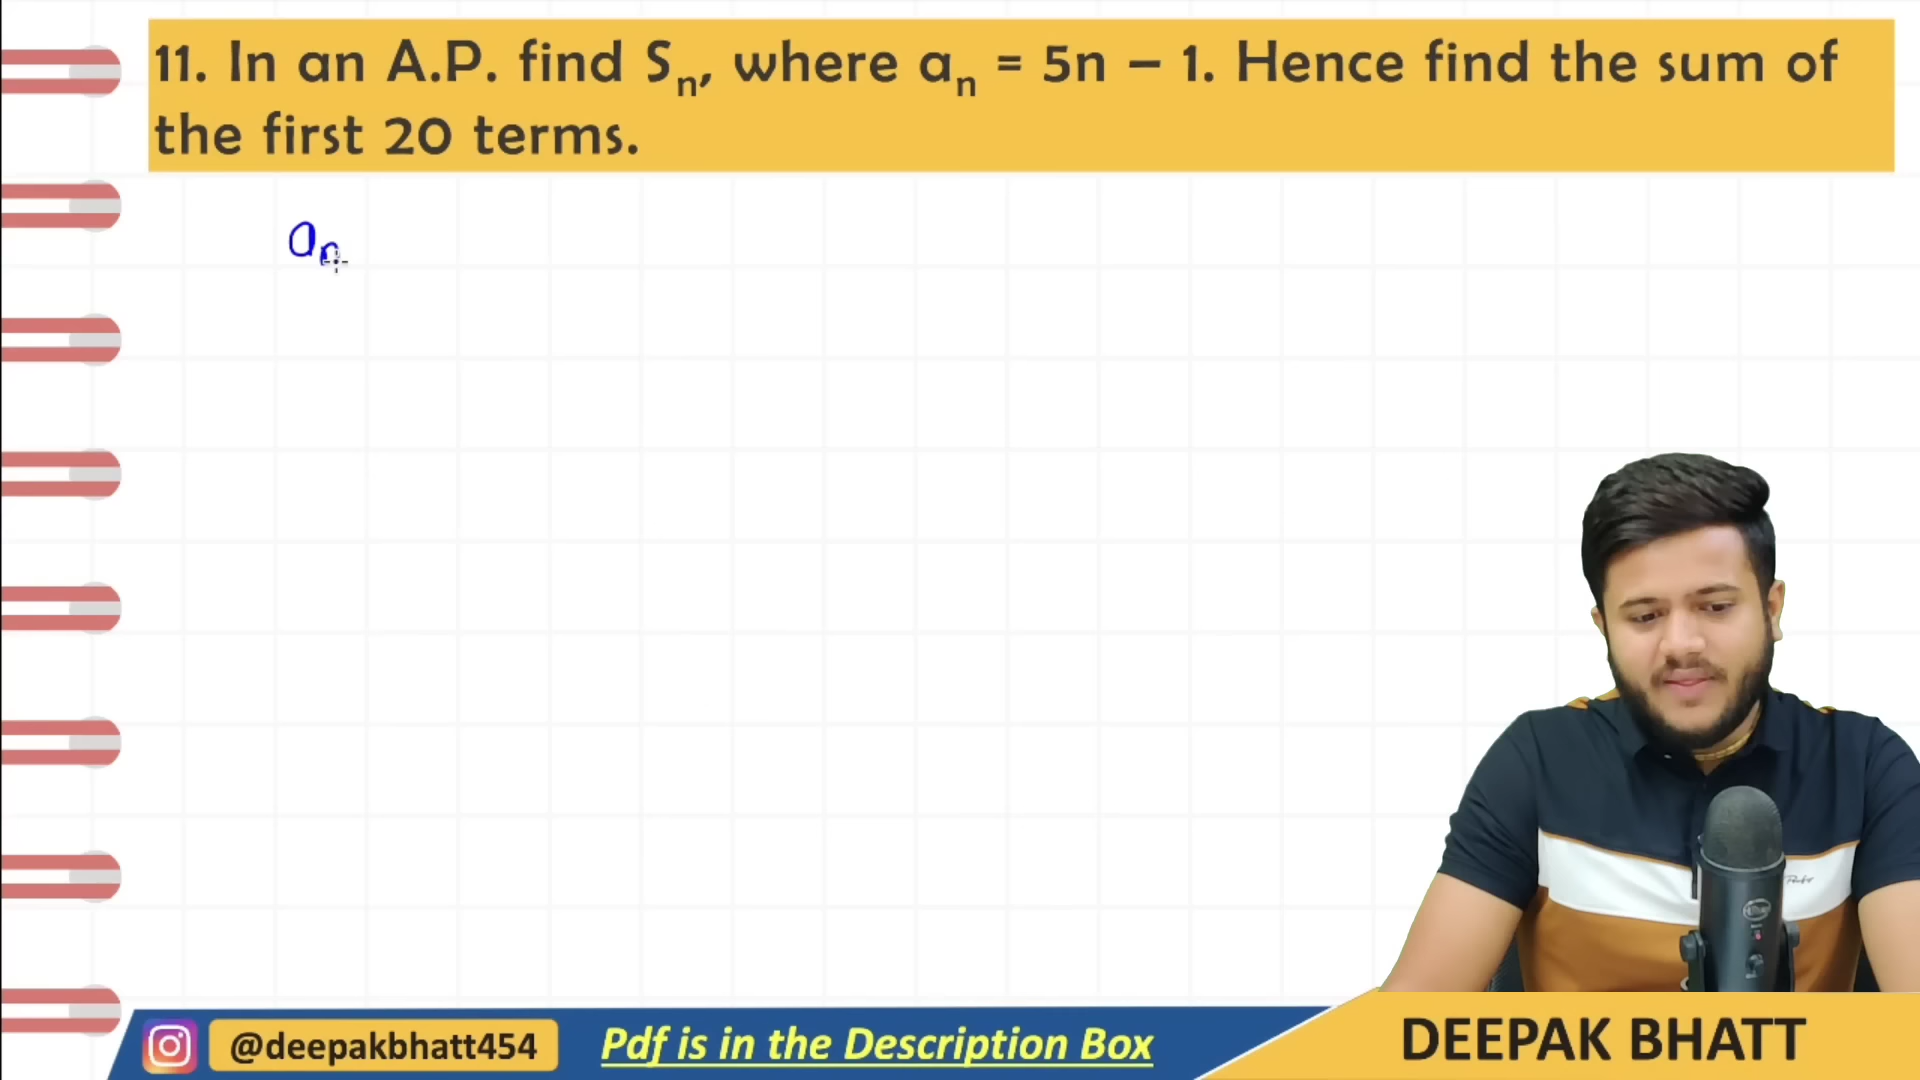 11. In an A.P. find Sₙ, where aₙ = 5n – 1. Hence find the sum of
the first 20 terms.
aₙ
@deepakbhatt454
Pdf is in the Description Box
DEEPAK BHATT